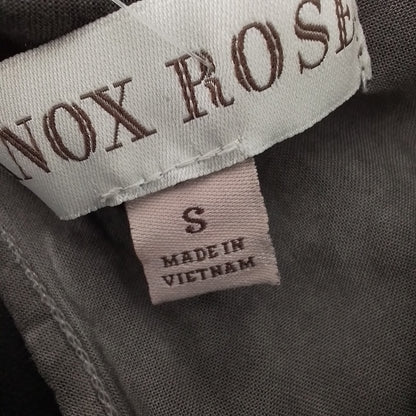 NOX ROSE
S
MADE IN
VIETNAM